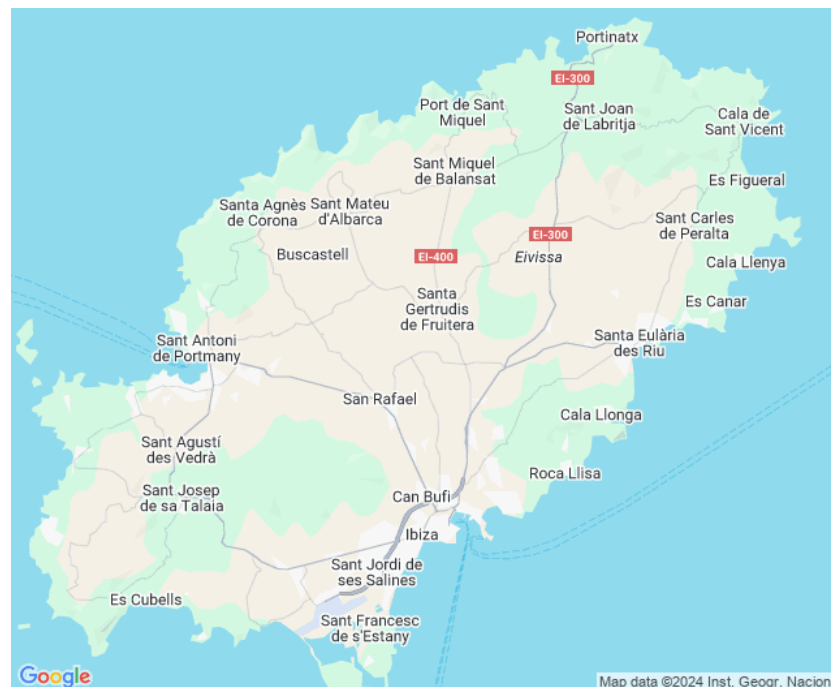 Portinatx
EI-300
Port de Sant
Miquel
Sant Joan
de Labritja
Cala de
Sant Vicent
Sant Miquel
de Balansat
Es Figueral
Santa Agnès
de Corona
Sant Mateu
d'Albarca
Sant Carles
de Peralta
EI-300
Buscastell
EI-400
Eivissa
Cala Llenya
Santa
Gertrudis
de Fruitera
Es Canar
Sant Antoni
de Portmany
Santa Eulària
des Riu
San Rafael
Cala Llonga
Sant Agustí
des Vedrà
Roca Llisa
Sant Josep
de sa Talaia
Can Bufí
Ibiza
Sant Jordi de
ses Salines
Es Cubells
Sant Francesc
de s'Estany
Google
Map data ©2024 Inst. Geogr. Nacion